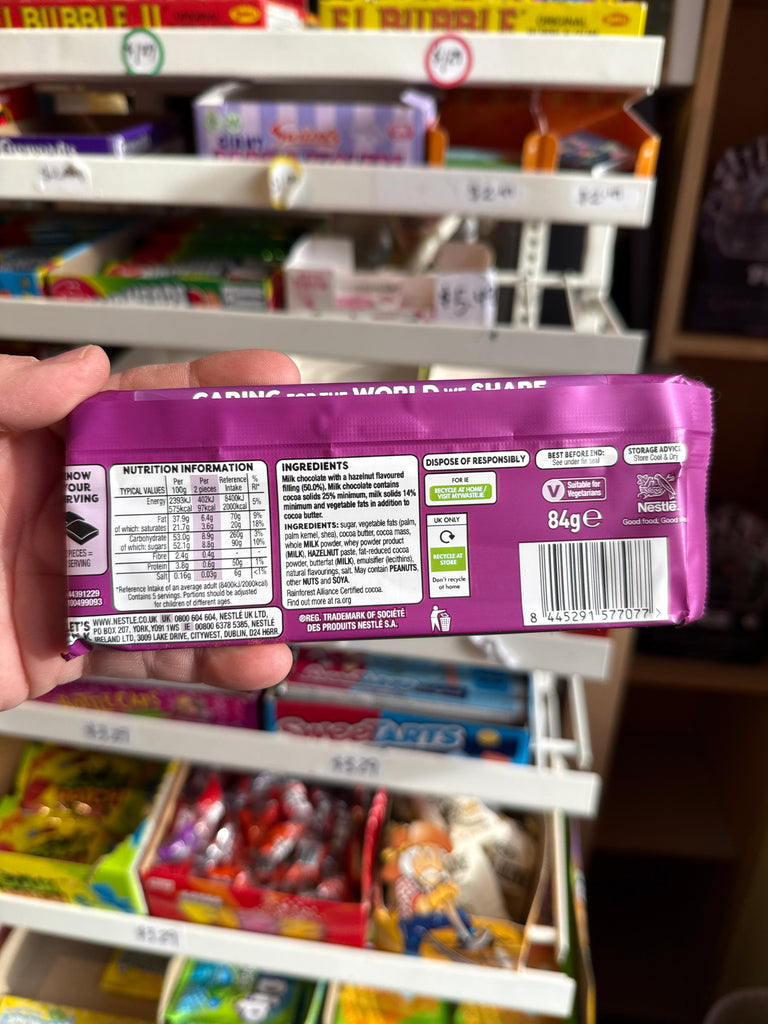 CARING FOR THE WORLD WE SHARE
KNOW
YOUR
SERVING
PIECES =
SERVING
44391229
100499093
NUTRITION INFORMATION
TYPICAL VALUES Per 100g Per 2 pieces Reference Intake % RI*
Energy 2393kJ 402kJ 8400kJ 5%
575kcal 97kcal 2000kcal
Fat 37.9g 6.4g 70g 9%
of which: saturates 21.7g 3.6g 20g 18%
Carbohydrate 53.0g 8.9g 260g 3%
of which: sugars 52.1g 8.8g 90g 10%
Fibre 2.4g 0.4g - -
Protein 3.8g 0.6g 50g 1%
Salt 0.16g 0.03g 6g <1%
*Reference Intake of an average adult (8400kJ/2000kcal)
Contains 5 servings. Portions should be adjusted
for children of different ages.
INGREDIENTS
Milk chocolate with a hazelnut flavoured
filling (50.0%). Milk chocolate contains
cocoa solids 25% minimum, milk solids 14%
minimum and vegetable fats in addition to
cocoa butter.
INGREDIENTS: sugar, vegetable fats (palm,
palm kernel, shea), cocoa butter, cocoa mass,
whole MILK powder, whey powder product
(MILK), HAZELNUT paste, fat-reduced cocoa
powder, butterfat (MILK), emulsifier (lecithins),
natural flavourings, salt. May contain PEANUTS,
other NUTS and SOYA.
Rainforest Alliance Certified cocoa.
Find out more at ra.org
DISPOSE OF RESPONSIBLY
FOR IE
RECYCLE AT HOME /
VISIT MYWASTE.IE
UK ONLY
RECYCLE AT
STORE
Don't recycle
at home
BEST BEFORE END:
See under fin seal
STORAGE ADVICE
Store Cool & Dry
V Suitable for
Vegetarians
84g e
Nestlé
Good food, Good
8 445291 577077 >
LET'S
WWW.NESTLE.CO.UK UK 0800 604 604, NESTLÉ UK LTD,
PO BOX 207, YORK, YO91 1WS IE: 00800 6378 5385, NESTLÉ
IRELAND LTD, 3009 LAKE DRIVE, CITYWEST, DUBLIN, D24 H6RR
®REG. TRADEMARK OF SOCIÉTÉ
DES PRODUITS NESTLÉ S.A.
SweeTARTS